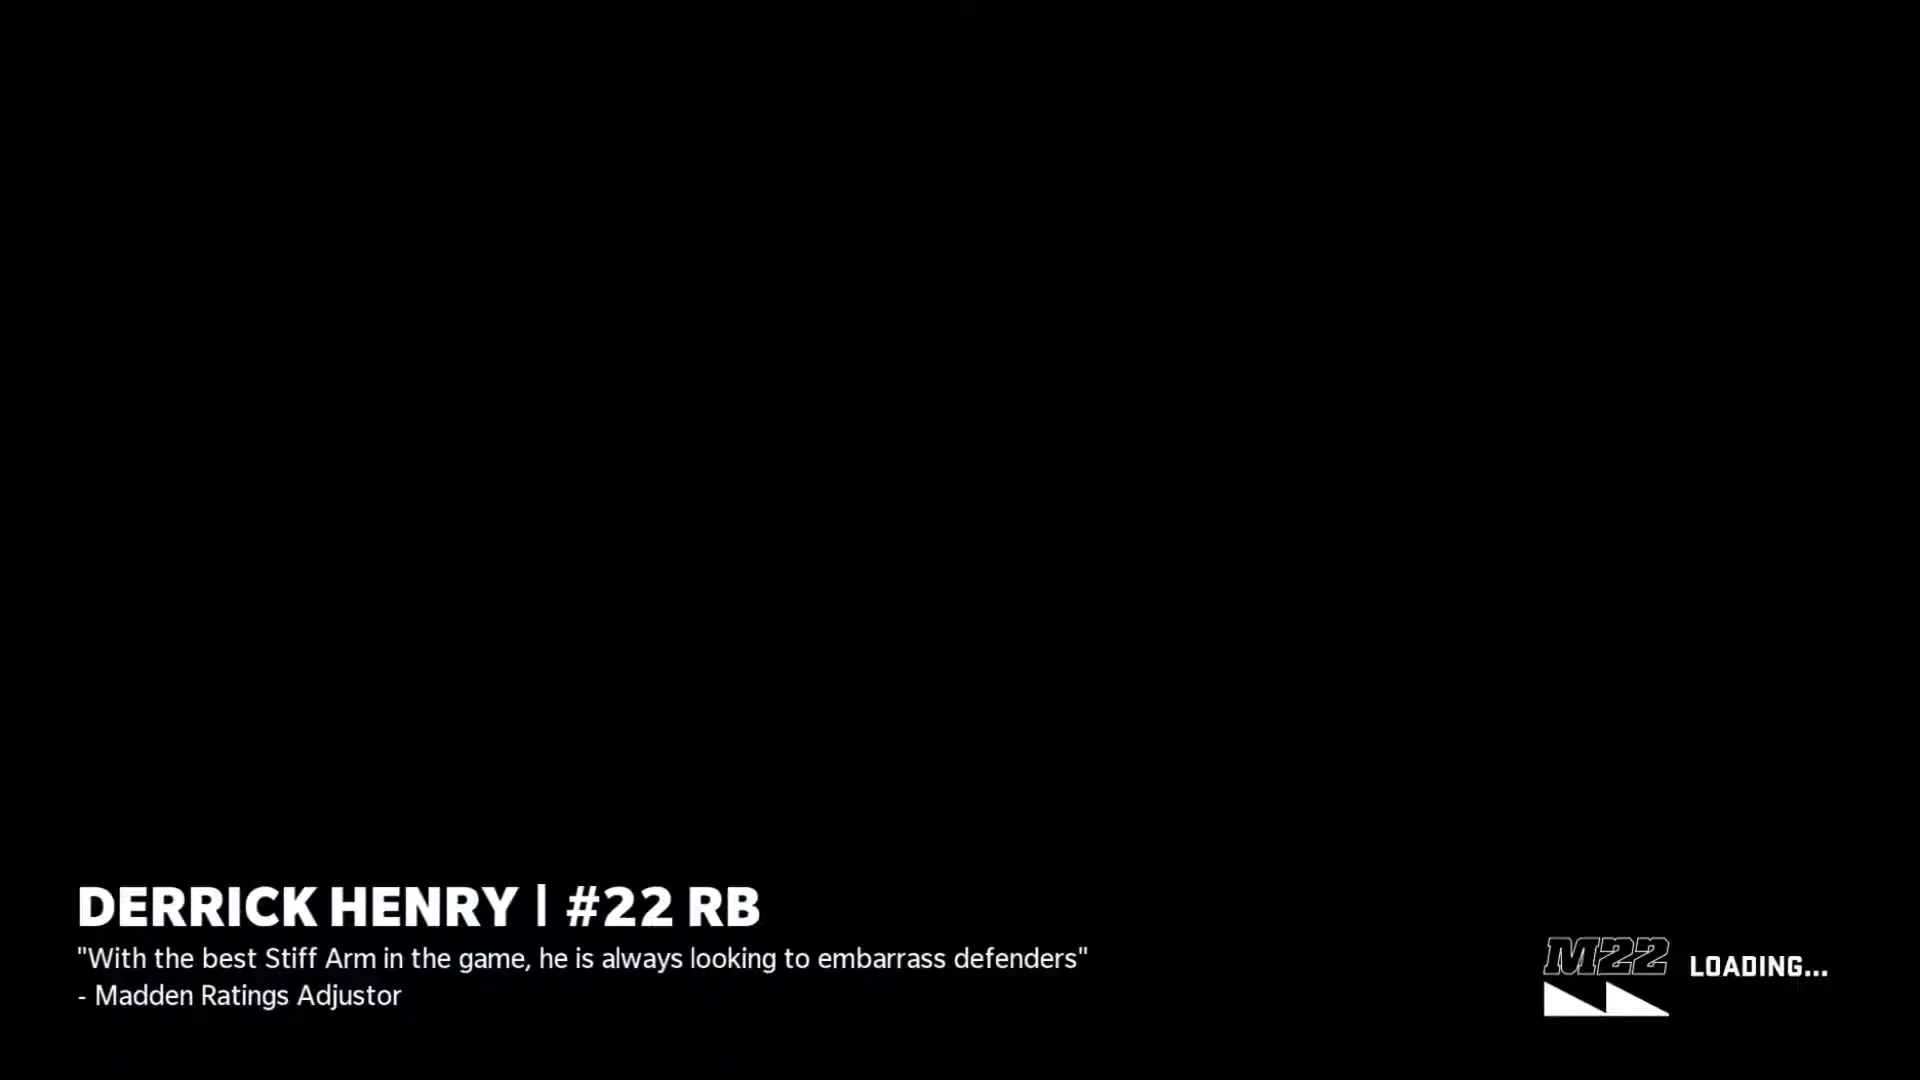 DERRICK HENRY | #22 RB
"With the best Stiff Arm in the game, he is always looking to embarrass defenders"
- Madden Ratings Adjustor
M22
LOADING...